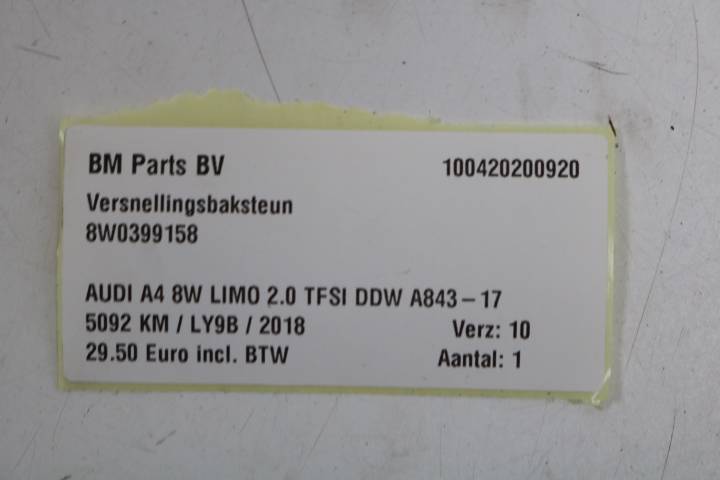 BM Parts BV 100420200920
Versnellingsbaksteun
8W0399158
AUDI A4 8W LIMO 2.0 TFSI DDW A843-17
5092 KM / LY9B / 2018 Verz: 10
29.50 Euro incl. BTW Aantal: 1